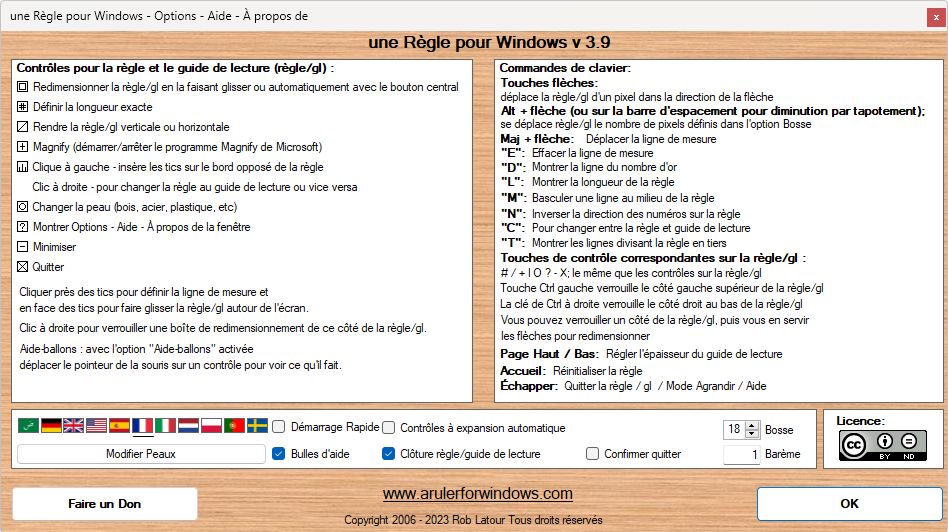 une Règle pour Windows - Options - Aide - À propos de
x
une Règle pour Windows v 3.9
Contrôles pour la règle et le guide de lecture (règle/gl) :
Redimensionner la règle/gl en la faisant glisser ou automatiquement avec le bouton central
# Définir la longueur exacte
Rendre la règle/gl verticale ou horizontale
+ Magnify (démarrer/arrêter le programme Magnify de Microsoft)
Clique à gauche - insère les tics sur le bord opposé de la règle
Clic à droite - pour changer la règle au guide de lecture ou vice versa
Changer la peau (bois, acier, plastique, etc)
? Montrer Options - Aide - À propos de la fenêtre
- Minimiser
Quitter
Cliquer près des tics pour définir la ligne de mesure et
en face des tics pour faire glisser la règle/gl autour de l'écran.
Clic à droite pour verrouiller une boîte de redimensionnement de ce côté de la règle/gl.
Aide-ballons : avec l'option "Aide-ballons" activée
déplacer le pointeur de la souris sur un contrôle pour voir ce qu'il fait.
Commandes de clavier:
Touches flèches:
déplace la règle/gl d'un pixel dans la direction de la flèche
Alt + flèche (ou sur la barre d'espacement pour diminution par tapotement);
se déplace règle/gl le nombre de pixels définis dans l'option Bosse
Maj + flèche: Déplacer la ligne de mesure
"E": Effacer la ligne de mesure
"D": Montrer la ligne du nombre d'or
"L": Montrer la longueur de la règle
"M": Basculer une ligne au milieu de la règle
"N": Inverser la direction des numéros sur la règle
"C": Pour changer entre la règle et guide de lecture
"T": Montrer les lignes divisant la règle en tiers
Touches de contrôle correspondantes sur la règle/gl :
# / + I O ? - X; le même que les contrôles sur la règle/gl
Touche Ctrl gauche verrouille le côté gauche supérieur de la règle/gl
La clé de Ctrl à droite verrouille le côté droit au bas de la règle/gl
Vous pouvez verrouiller un côté de la règle/gl, puis vous en servir
les flèches pour redimensionner
Page Haut / Bas: Régler l'épaisseur du guide de lecture
Accueil: Réinitialiser la règle
Échapper: Quitter la règle / gl / Mode Agrandir / Aide
Démarrage Rapide Contrôles à expansion automatique 18 Bosse
Modifier Peaux Bulles d'aide Clôture règle/guide de lecture Confimer quitter 1 Barème
Licence:
cc BY ND
Faire un Don
www.arulerforwindows.com
Copyright 2006 - 2023 Rob Latour Tous droits réservés
OK